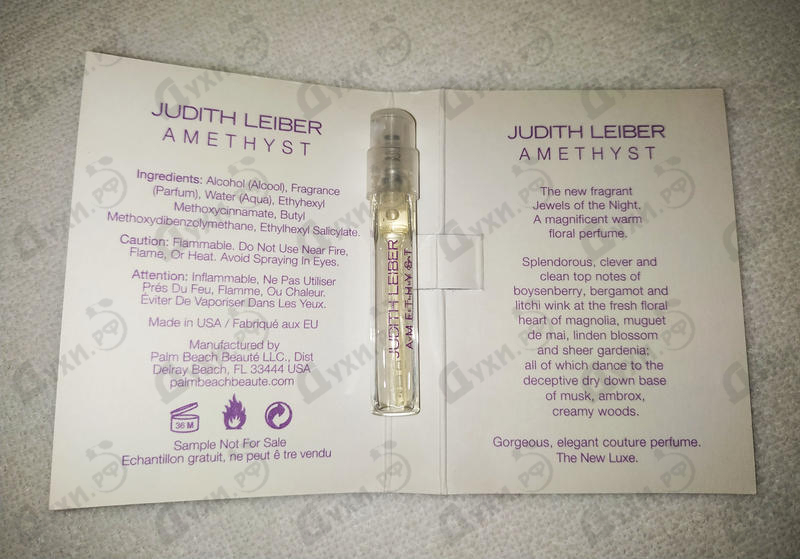 JUDITH LEIBER
AMETHYST
Ingredients: Alcohol (Alcool), Fragrance
(Parfum), Water (Aqua), Ethyhexyl
Methoxycinnamate, Butyl
Methoxydibenzolymethane, Ethylhexyl Salicylate.
Caution: Flammable. Do Not Use Near Fire,
Flame, Or Heat. Avoid Spraying In Eyes.
Attention: Inflammable, Ne Pas Utiliser
Prés Du Feu, Flamme, Ou Chaleur.
Éviter De Vaporiser Dans Les Yeux.
Made in USA / Fabriqué aux EU
Manufactured by
Palm Beach Beauté LLC., Dist
Delray Beach, FL 33444 USA
palmbeachbeaute.com
36 M
Sample Not For Sale
Echantillon gratuit, ne peut ê tre vendu
JUDITH LEIBER
AMETHYST
JUDITH LEIBER
AMETHYST
The new fragrant
Jewels of the Night.
A magnificent warm
floral perfume.
Splendorous, clever and
clean top notes of
boysenberry, bergamot and
litchi wink at the fresh floral
heart of magnolia, muguet
de mai, linden blossom
and sheer gardenia;
all of which dance to the
deceptive dry down base
of musk, ambrox,
creamy woods.
Gorgeous, elegant couture perfume.
The New Luxe.
Духи.рф